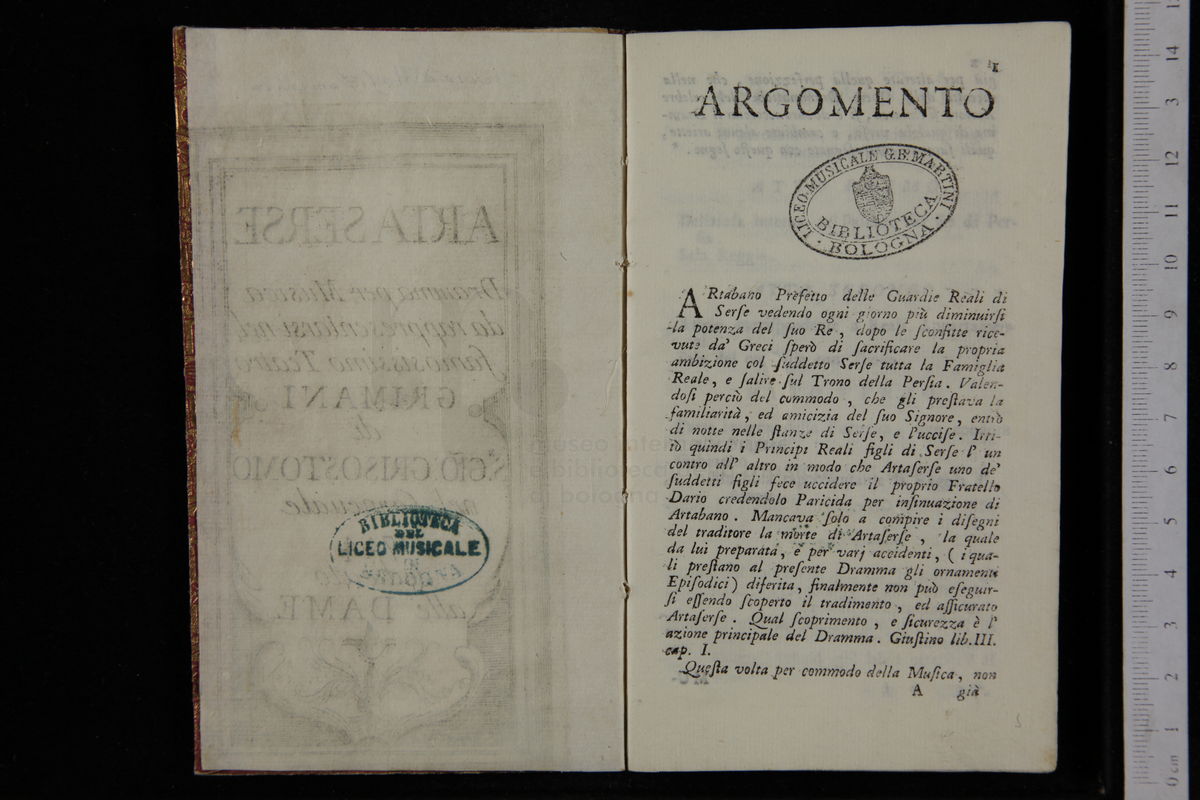 BIBLIOTECA
DEL
LICEO MUSICALE
1
ARGOMENTO
LICEO MUSICALE G. B. MARTINI
BIBLIOTECA
BOLOGNA
ARtabano Prefetto delle Guardie Reali di
Serſe vedendo ogni giorno più diminuirſi
la potenza del ſuo Re, dopo le ſconfitte rice-
vute da' Greci ſperò di ſacrificare la propria
ambizione col ſuddetto Serſe tutta la Famiglia
Reale, e ſalire ſul Trono della Perſia. Valen-
doſi perciò del commodo, che gli preſtava la
familiarità, ed amicizia del ſuo Signore, entrò
di notte nelle ſtanze di Serſe, e l'ucciſe. Irri-
tò quindi i Principi Reali figli di Serſe l' un
contro all' altro in modo che Artaſerſe uno de'
ſuddetti figli fece uccidere il proprio Fratello
Dario credendolo Paricida per inſinuazione di
Artabano. Mancava ſolo a compire i diſegni
del traditore la morte di Artaſerſe, la quale
da lui preparata, e per varj accidenti, ( i qua-
li preſtano al preſente Dramma gli ornamenti
Epiſodici) diferita, finalmente non può eſeguir-
ſi eſſendo ſcoperto il tradimento, ed aſſicurato
Artaſerſe. Qual ſcoprimento, e ſicurezza è l'
azione principale del Dramma. Giuſtino lib. III.
cap. I.
Queſta volta per commodo della Muſica, non
A già